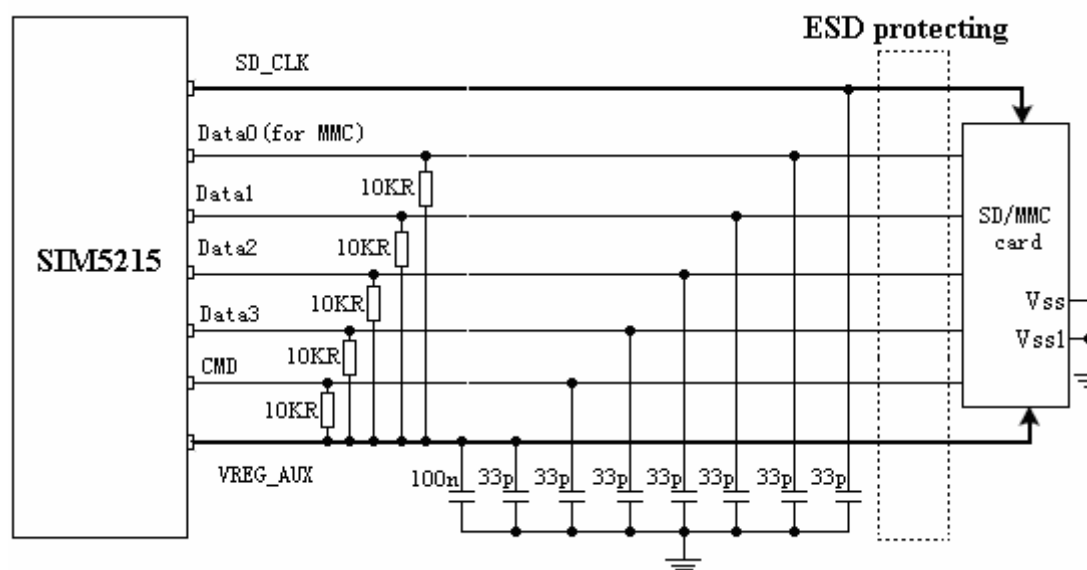 ESD protecting
SD_CLK
Data0(for MMC)
10KR
Data1
10KR
SD/MMC
card
Data2
SIM5215
10KR
Vss
Data3
Vss1
10KR
CMD
10KR
VREG_AUX
100n 33p 33p 33p 33p 33p 33p 33p